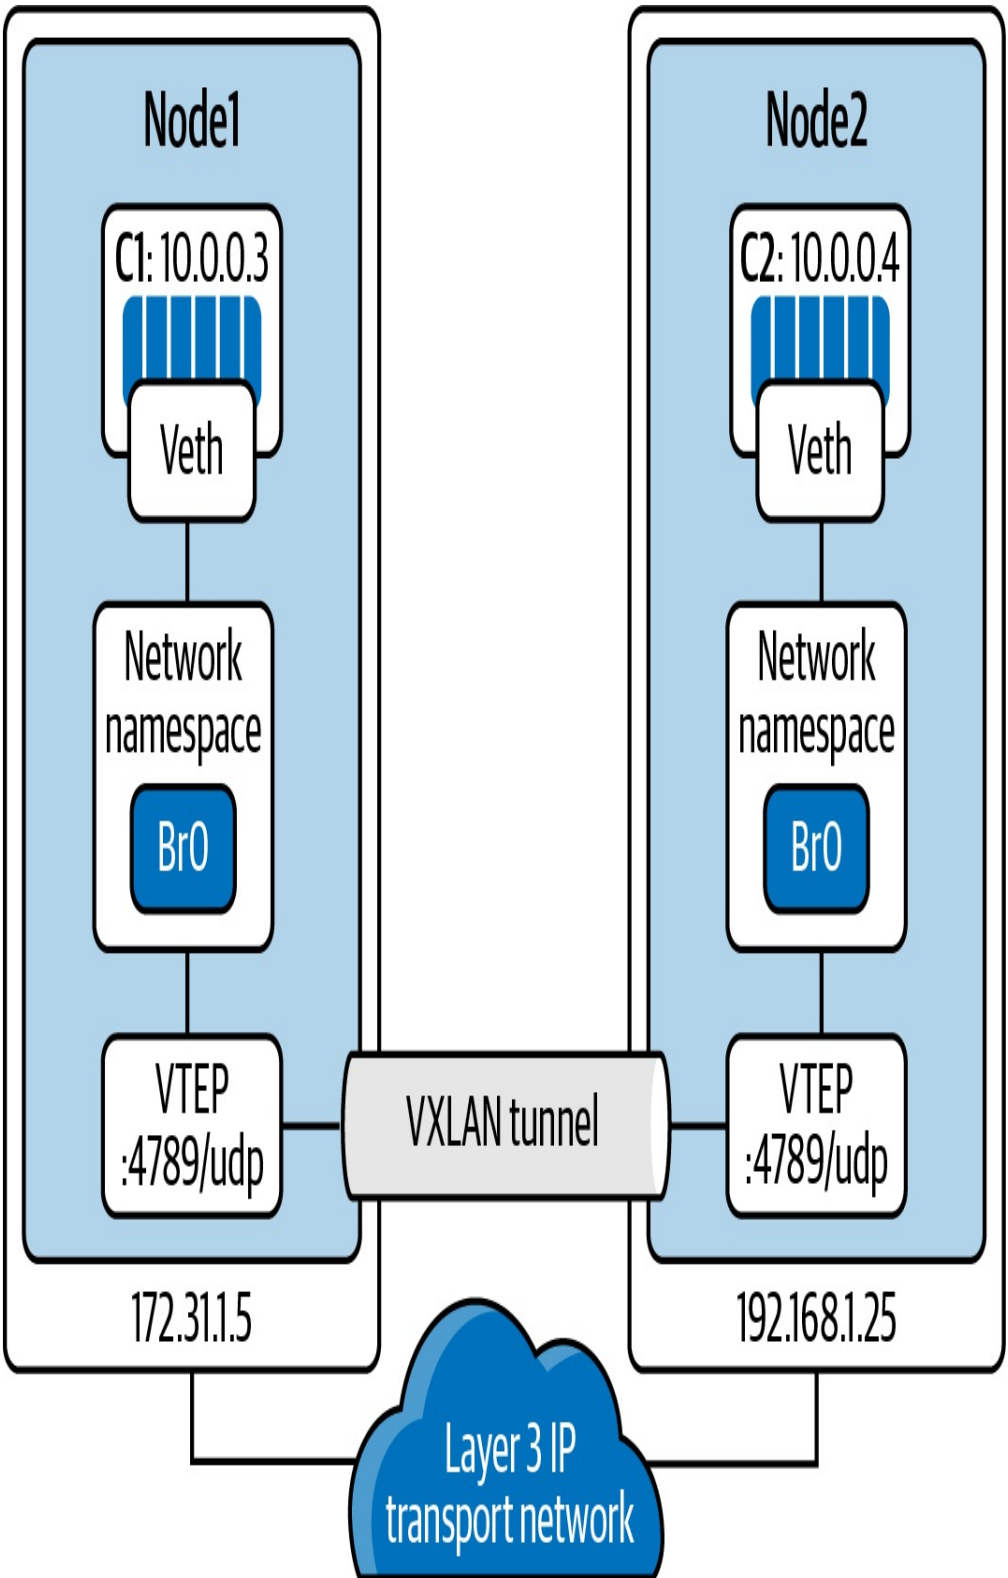 Node1
C1: 10.0.0.3
Veth
Network
namespace
Br0
VTEP
:4789/udp
172.31.1.5
Node2
C2: 10.0.0.4
Veth
Network
namespace
Br0
VTEP
:4789/udp
192.168.1.25
VXLAN tunnel
Layer 3 IP
transport network